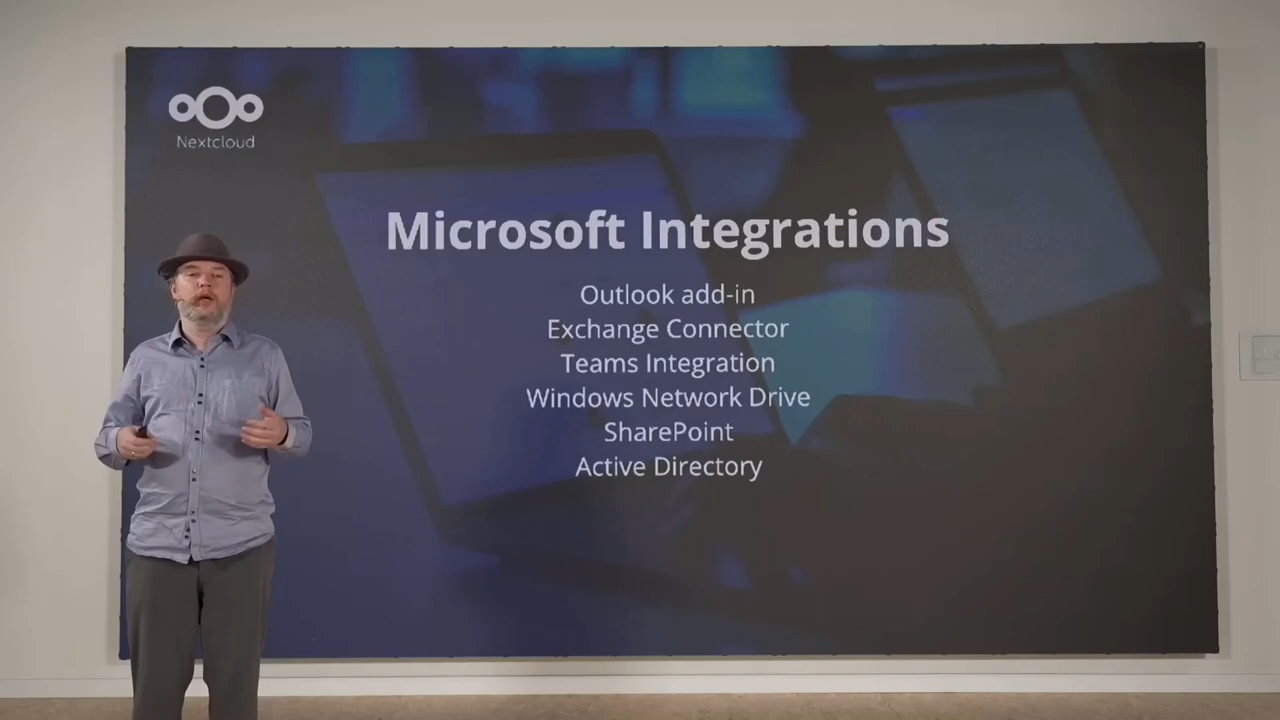 Nextcloud
Microsoft Integrations
Outlook add-in
Exchange Connector
Teams Integration
Windows Network Drive
SharePoint
Active Directory